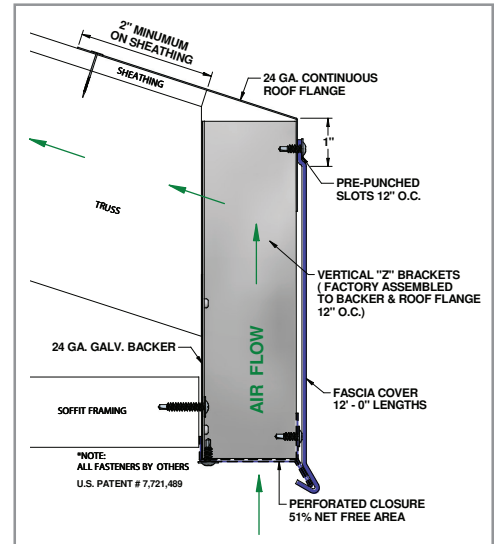 2" MINIMUM
ON SHEATHING
SHEATHING
24 GA. CONTINUOUS
ROOF FLANGE
1"
PRE-PUNCHED
SLOTS 12" O.C.
TRUSS
VERTICAL "Z" BRACKETS
( FACTORY ASSEMBLED
TO BACKER & ROOF FLANGE
12" O.C.)
24 GA. GALV. BACKER
AIR FLOW
FASCIA COVER
12' - 0" LENGTHS
SOFFIT FRAMING
*NOTE:
ALL FASTENERS BY OTHERS
U.S. PATENT # 7,721,489
PERFORATED CLOSURE
51% NET FREE AREA